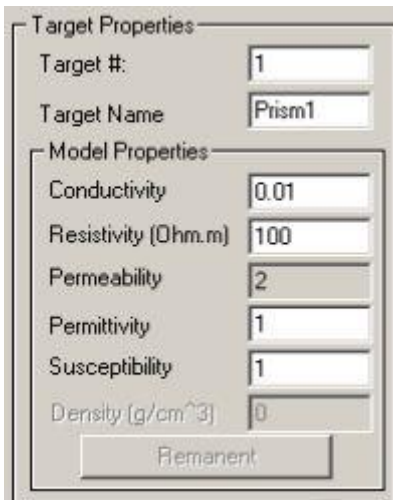 Target Properties
Target #: 1
Target Name Prism1
Model Properties
Conductivity 0.01
Resistivity (Ohm.m) 100
Permeability 2
Permittivity 1
Susceptibility 1
Density (g/cm^3) 0
Remanent